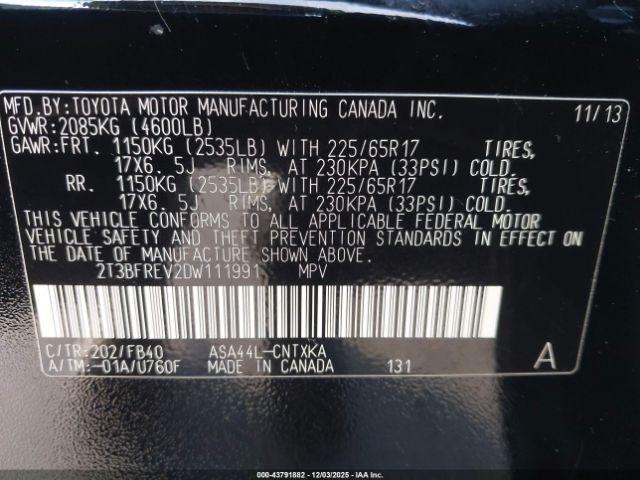 MFD.BY:TOYOTA MOTOR MANUFACTURING CANADA INC. 11/13
GVWR:2085KG (4600LB)
GAWR:FRT. 1150KG (2535LB) WITH 225/65R17 TIRES,
17X6. 5J RIMS, AT 230KPA (33PSI) COLD.
RR. 1150KG (2535LB) WITH 225/65R17 TIRES,
17X6. 5J RIMS, AT 230KPA (33PSI) COLD.
THIS VEHICLE CONFORMS TO ALL APPLICABLE FEDERAL MOTOR
VEHICLE SAFETY AND THEFT PREVENTION STANDARDS IN EFFECT ON
THE DATE OF MANUFACTURE SHOWN ABOVE.
2T3BFREV2DW111991 MPV
C/TR:202/FB40 ASA44L-CNTXKA A
A/TM:-01A/U760F MADE IN CANADA 131
000-43791882 - 12/03/2025 - IAA Inc.